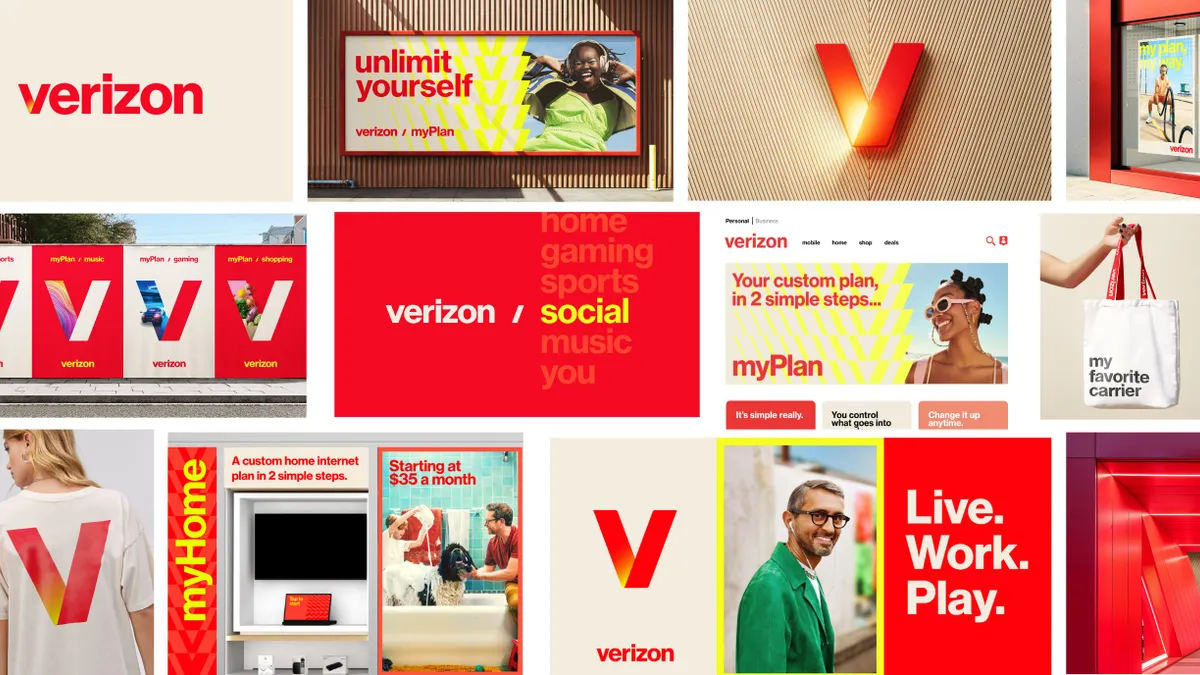 verizon
unlimit
yourself
verizon / myPlan
my plan,
my way.
verizon
orts
myPlan / music
myPlan / gaming
myPlan / shopping
verizon
verizon
verizon
home
gaming
sports
verizon / social
music
you
Personal | Business
verizon
mobile
home
shop
deals
Your custom plan,
in 2 simple steps...
myPlan
It's simple really.
You control
what goes into
Change it up
anytime.
verizon
my
favorite
carrier
myHome
A custom home internet
plan in 2 simple steps.
Starting at
$35 a month
verizon
Live.
Work.
Play.